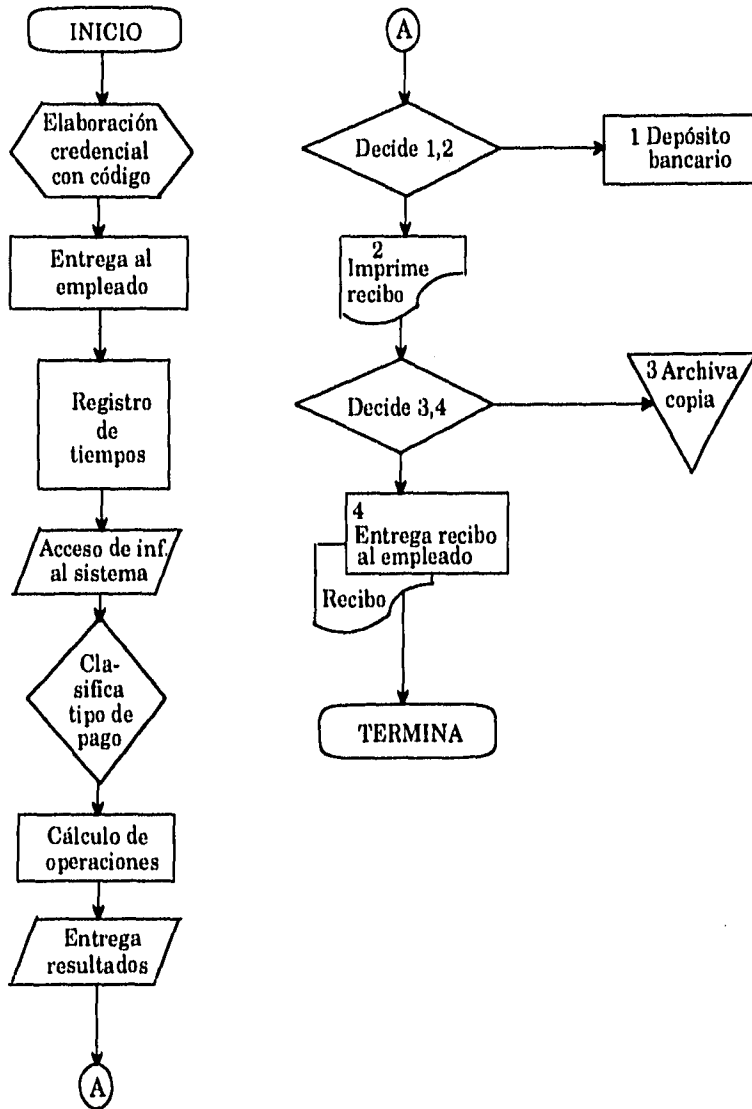 INICIO
Elaboración
credencial
con código
Entrega al
empleado
Registro
de
tiempos
Acceso de inf.
al sistema
Cla-
sifica
tipo de
pago
Cálculo de
operaciones
Entrega
resultados
A
A
Decide 1,2
1 Depósito
bancario
2
Imprime
recibo
Decide 3,4
3 Archiva
copia
4
Entrega recibo
al empleado
Recibo
TERMINA